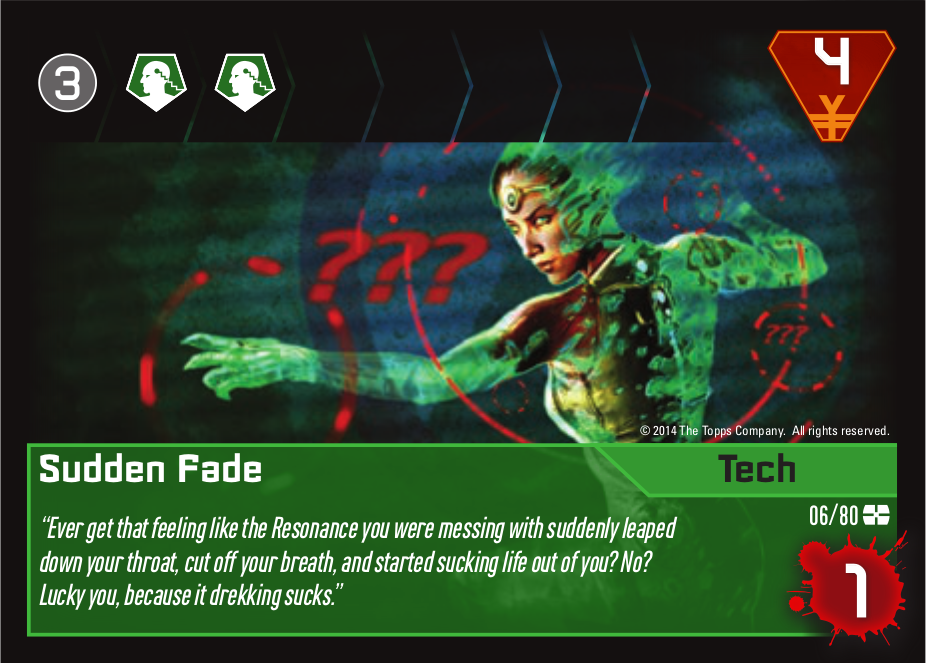 3
4
¥
???
???
© 2014 The Topps Company. All rights reserved.
Sudden Fade
Tech
06/80
“Ever get that feeling like the Resonance you were messing with suddenly leaped
down your throat, cut off your breath, and started sucking life out of you? No?
Lucky you, because it drekking sucks.”
1